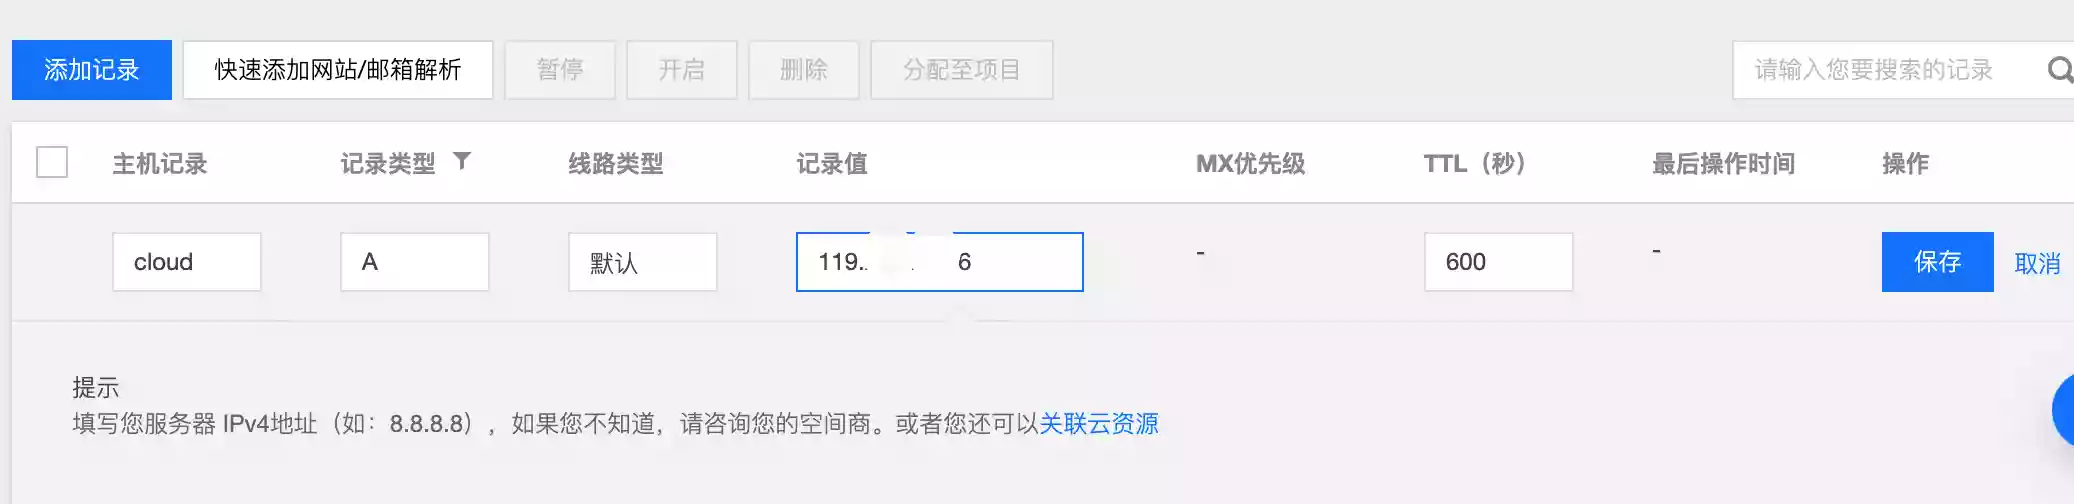 添加记录 快速添加网站/邮箱解析 暂停 开启 删除 分配至项目 请输入您要搜索的记录
主机记录 记录类型 线路类型 记录值 MX优先级 TTL（秒） 最后操作时间 操作
cloud A 默认 119. . 6 - 600 - 保存 取消
提示
填写您服务器 IPv4地址（如：8.8.8.8），如果您不知道，请咨询您的空间商。或者您还可以关联云资源